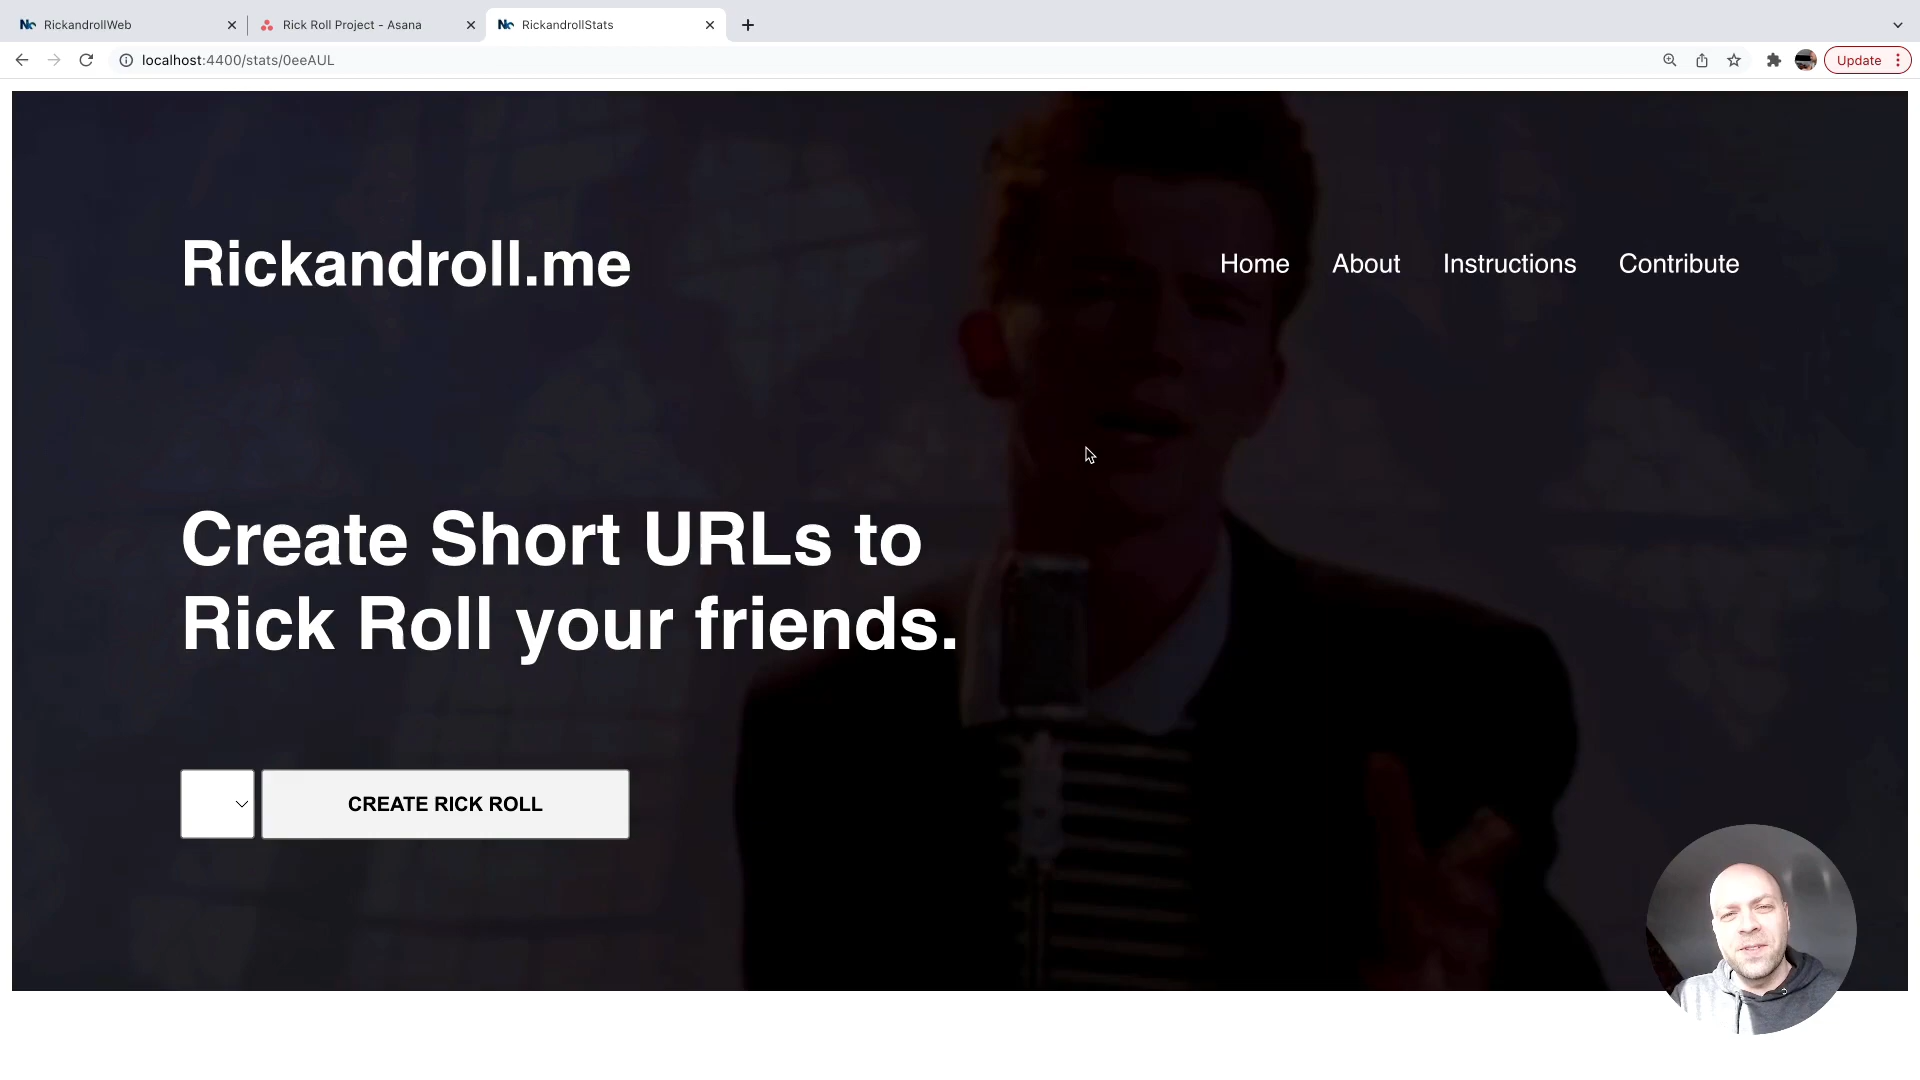 RickandrollWeb
Rick Roll Project - Asana
RickandrollStats
localhost:4400/stats/0eeAUL
Update
Rickandroll.me
Home
About
Instructions
Contribute
Create Short URLs to
Rick Roll your friends.
CREATE RICK ROLL